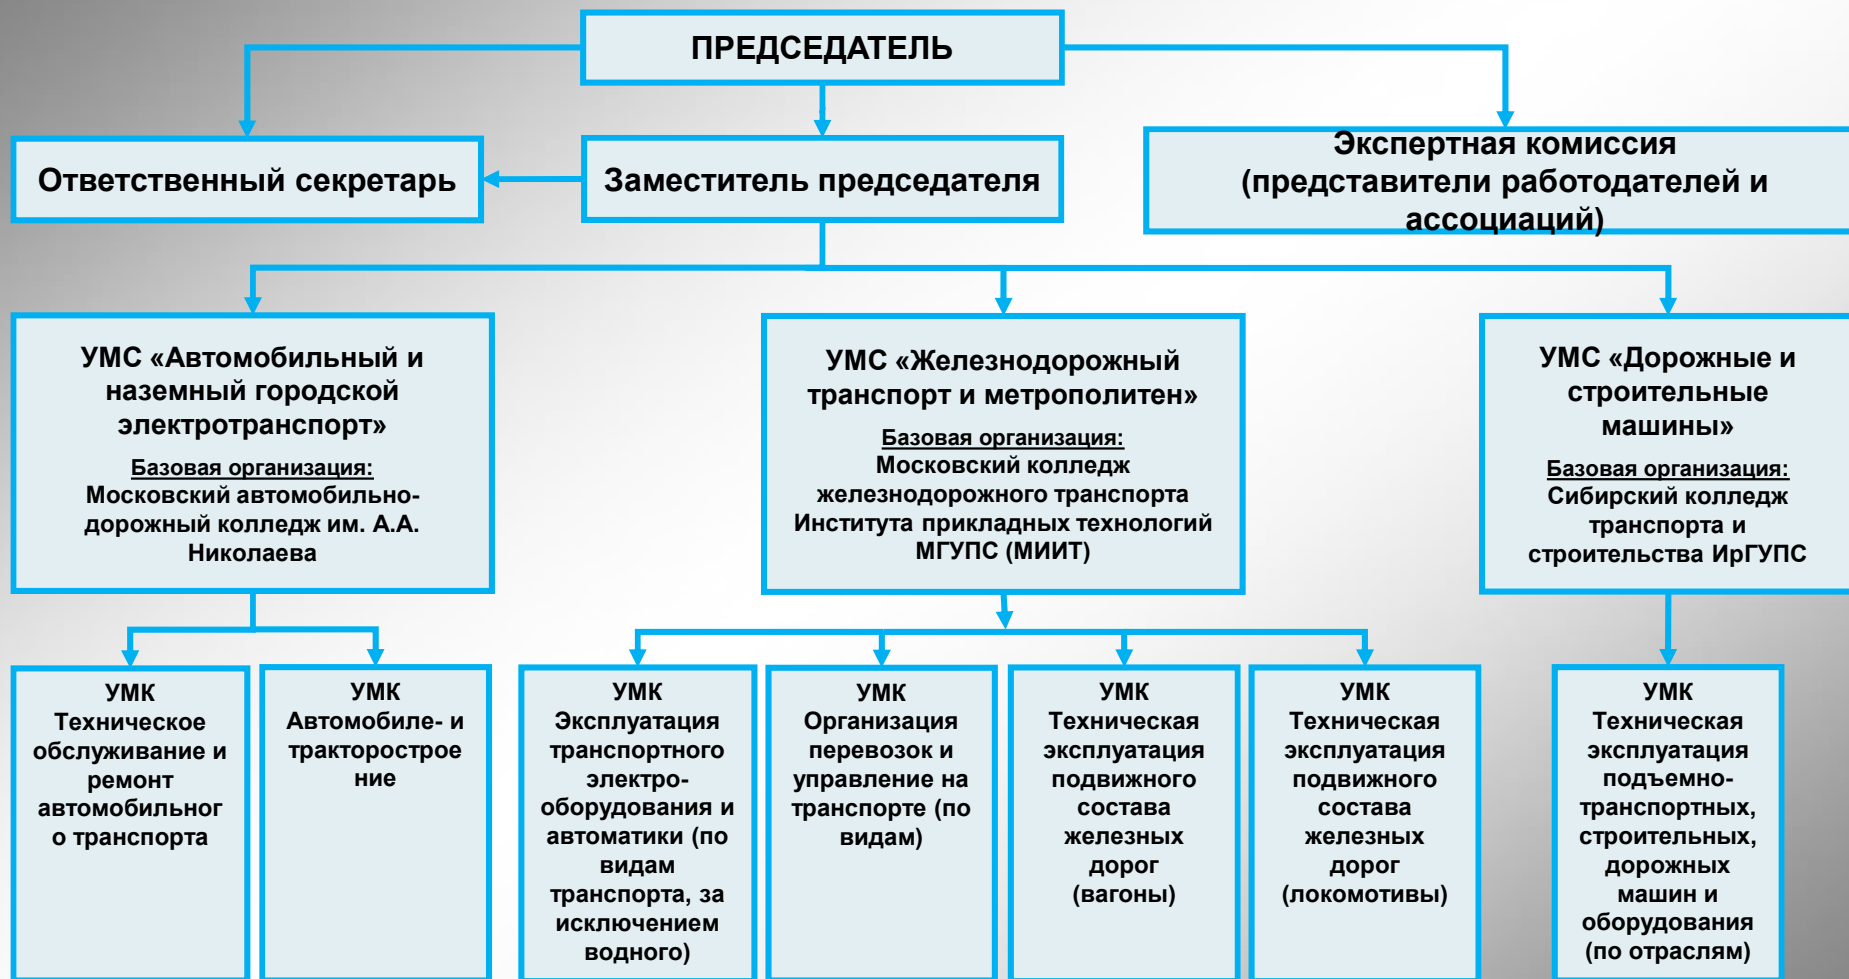 ПРЕДСЕДАТЕЛЬ
Ответственный секретарь
Заместитель председателя
Экспертная комиссия
(представители работодателей и
ассоциаций)
УМС «Автомобильный и
наземный городской
электротранспорт»
Базовая организация:
Московский автомобильно-
дорожный колледж им. А.А.
Николаева
УМС «Железнодорожный
транспорт и метрополитен»
Базовая организация:
Московский колледж
железнодорожного транспорта
Института прикладных технологий
МГУПС (МИИТ)
УМС «Дорожные и
строительные
машины»
Базовая организация:
Сибирский колледж
транспорта и
строительства ИрГУПС
УМК
Техническое
обслуживание и
ремонт
автомобильног
о транспорта
УМК
Автомобиле- и
тракторострое
ние
УМК
Эксплуатация
транспортного
электро-
оборудования и
автоматики (по
видам
транспорта, за
исключением
водного)
УМК
Организация
перевозок и
управление на
транспорте (по
видам)
УМК
Техническая
эксплуатация
подвижного
состава
железных
дорог
(вагоны)
УМК
Техническая
эксплуатация
подвижного
состава
железных
дорог
(локомотивы)
УМК
Техническая
эксплуатация
подъемно-
транспортных,
строительных,
дорожных
машин и
оборудования
(по отраслям)